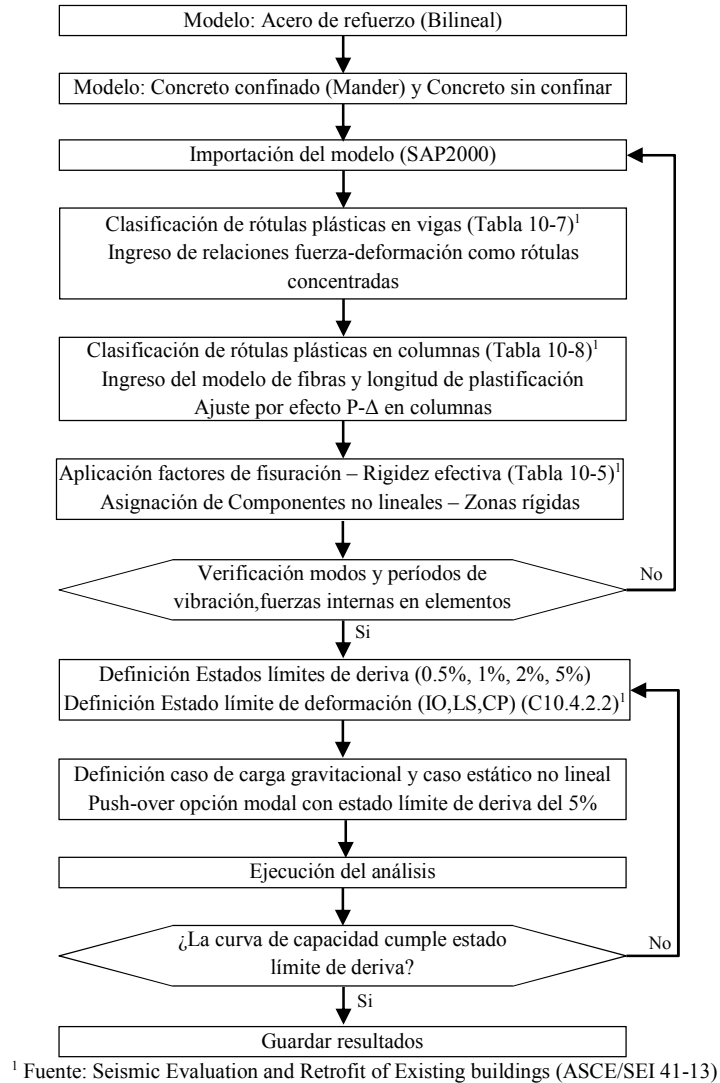 Modelo: Acero de refuerzo (Bilineal)
Modelo: Concreto confinado (Mander) y Concreto sin confinar
Importación del modelo (SAP2000)
Clasificación de rótulas plásticas en vigas (Tabla 10-7)¹
Ingreso de relaciones fuerza-deformación como rótulas
concentradas
Clasificación de rótulas plásticas en columnas (Tabla 10-8)¹
Ingreso del modelo de fibras y longitud de plastificación
Ajuste por efecto P-Δ en columnas
Aplicación factores de fisuración – Rigidez efectiva (Tabla 10-5)¹
Asignación de Componentes no lineales – Zonas rígidas
Verificación modos y períodos de
vibración,fuerzas internas en elementos
No
Si
Definición Estados límites de deriva (0.5%, 1%, 2%, 5%)
Definición Estado límite de deformación (IO,LS,CP) (C10.4.2.2)¹
Definición caso de carga gravitacional y caso estático no lineal
Push-over opción modal con estado límite de deriva del 5%
Ejecución del análisis
¿La curva de capacidad cumple estado
límite de deriva?
No
Si
Guardar resultados
¹ Fuente: Seismic Evaluation and Retrofit of Existing buildings (ASCE/SEI 41-13)